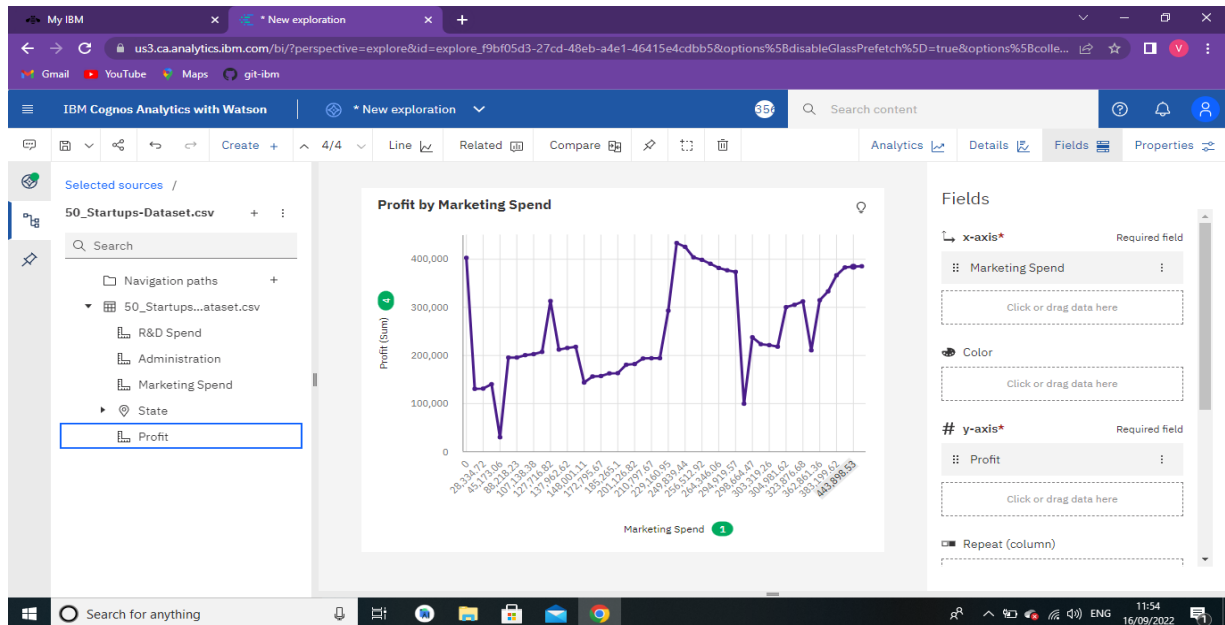 My IBM
* New exploration
us3.ca.analytics.ibm.com/bi/?perspective=explore&id=explore_f9bf05d3-27cd-48eb-a4e1-46415e4cdbb5&options%5BdisableGlassPrefetch%5D=true&options%5Bcolle...
V
Gmail YouTube Maps git-ibm
IBM Cognos Analytics with Watson
* New exploration
Search content
Create + 4/4 Line Related Compare
Analytics Details Fields Properties
Selected sources /
50_Startups-Dataset.csv
Search
Navigation paths
50_Startups...ataset.csv
R&D Spend
Administration
Marketing Spend
State
Profit
Profit by Marketing Spend
400,000
300,000
200,000
100,000
0
Profit (Sum)
4
0
28,334.72
45,173.06
88,218.23
107,138.38
127,716.82
137,962.62
148,001.11
172,795.67
185,265.1
201,126.82
210,797.67
229,160.95
249,839.44
256,512.92
264,346.06
294,919.57
298,664.47
303,319.26
304,981.62
323,876.68
362,861.36
383,199.62
443,898.53
Marketing Spend 1
Fields
x-axis* Required field
Marketing Spend
Click or drag data here
Color
Click or drag data here
# y-axis* Required field
Profit
Click or drag data here
Repeat (column)
Search for anything
ENG
11:54
16/09/2022